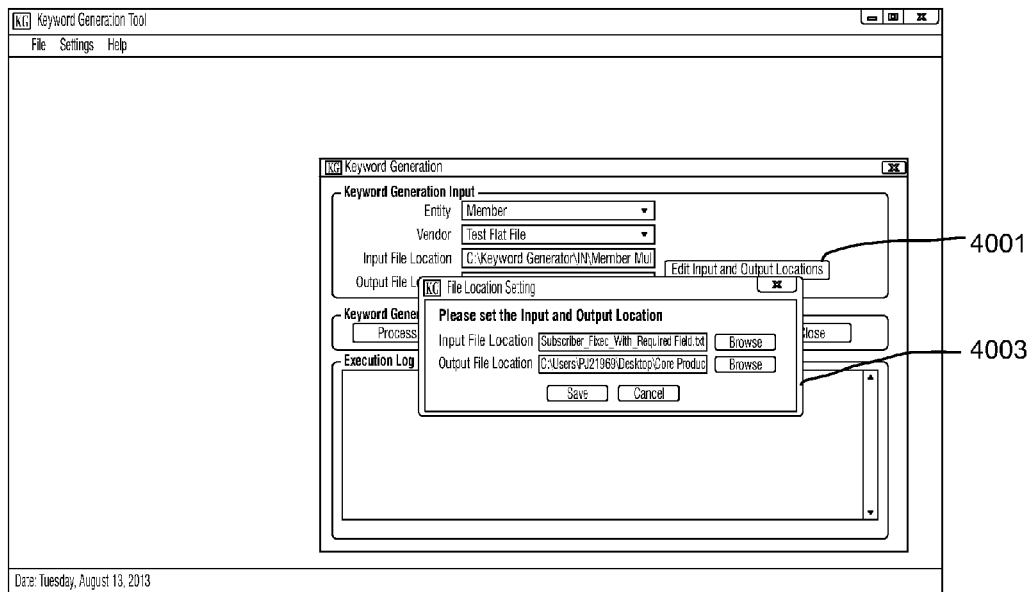 KG Keyword Generation Tool
File Settings Help
KG Keyword Generation
Keyword Generation Input
Entity Member
Vendor Test Flat File
Input File Location C:\Keyword Generator\IN\Member Mul
Edit Input and Output Locations
4001
Output File L
KG File Location Setting
Please set the Input and Output Location
Input File Location Subscriber_Fixec_With_Required Field.txt Browse
Output File Location C:\Users\PJ21969\Desktop\Core Produc Browse
Save Cancel
Keyword Gener
Process
Close
4003
Execution Log
Date: Tuesday, August 13, 2013